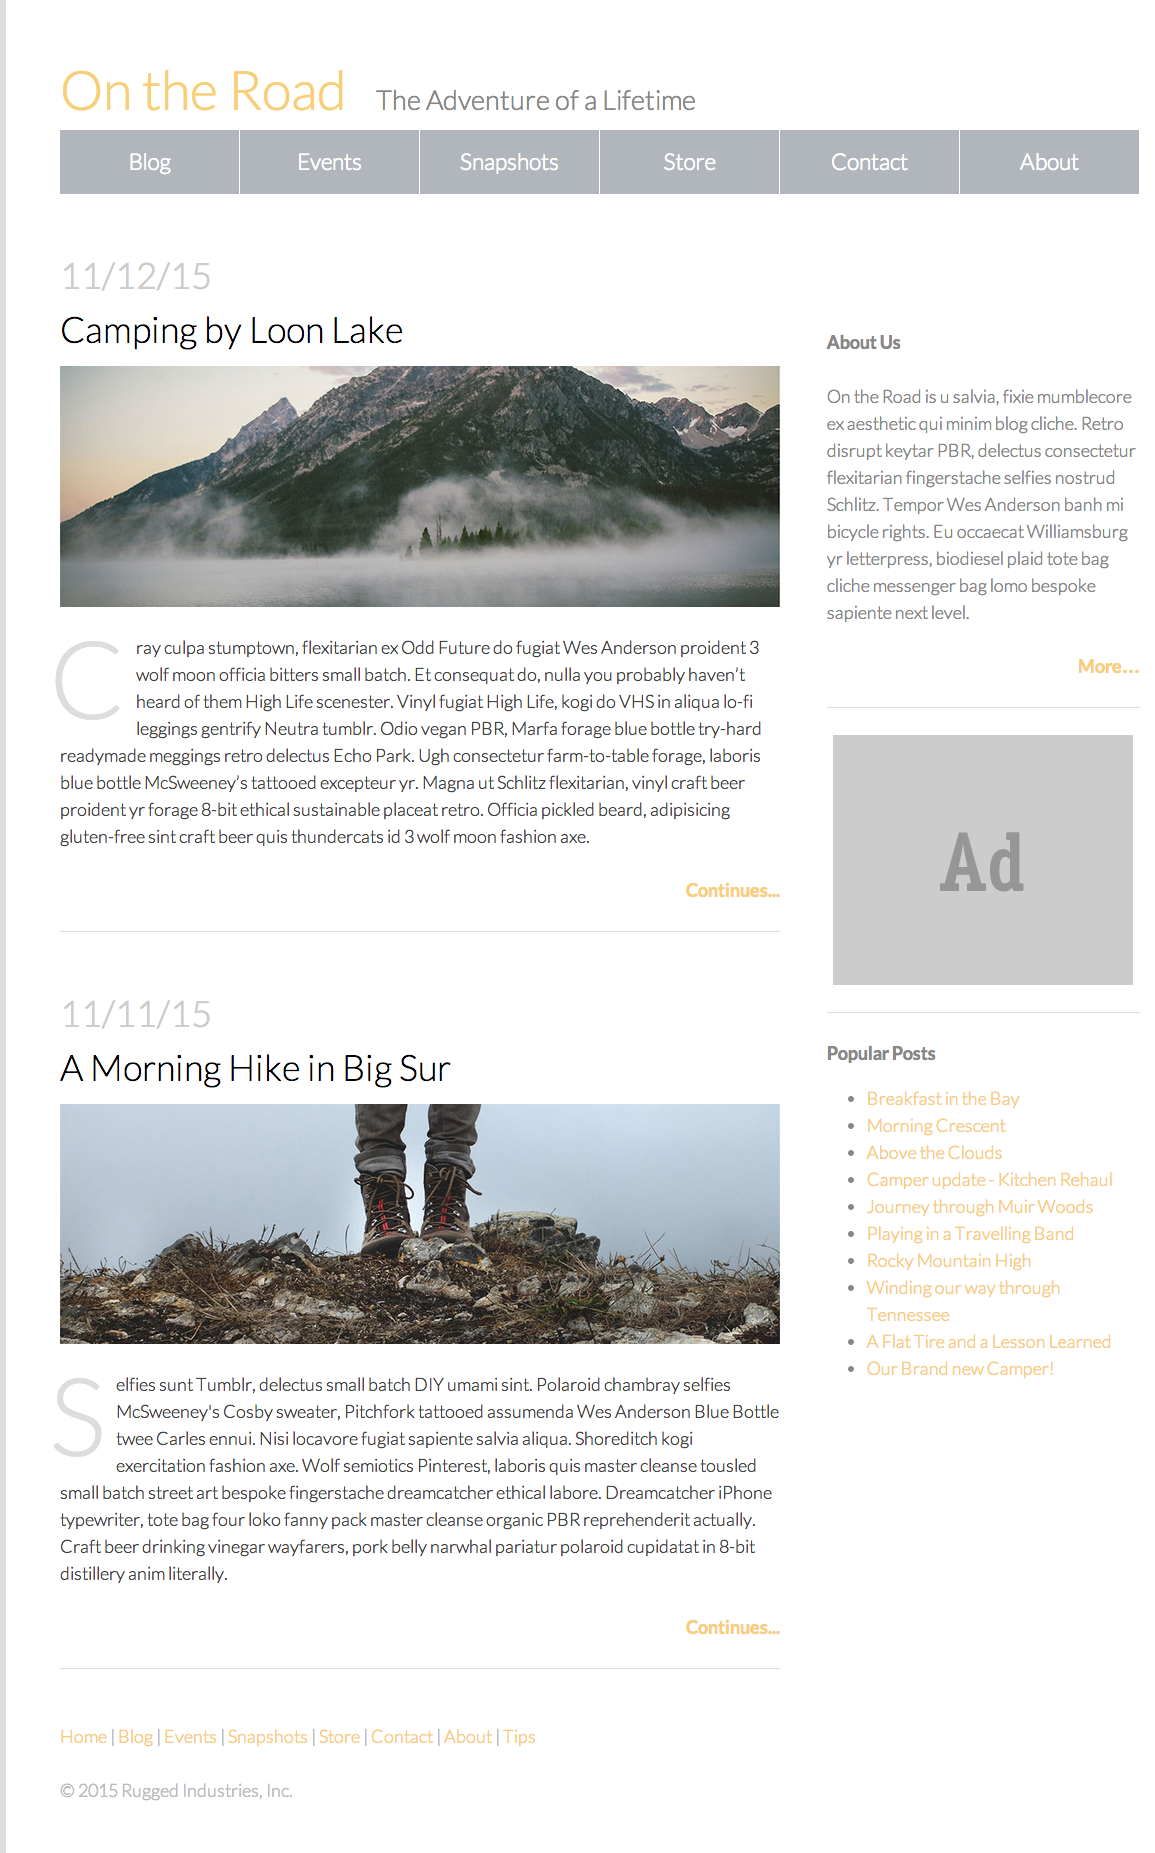 On the Road The Adventure of a Lifetime
Blog Events Snapshots Store Contact About
11/12/15
Camping by Loon Lake
Cray culpa stumptown, flexitarian ex Odd Future do fugiat Wes Anderson proident 3
wolf moon officia bitters small batch. Et consequat do, nulla you probably haven’t
heard of them High Life scenester. Vinyl fugiat High Life, kogi do VHS in aliqua lo-fi
leggings gentrify Neutra tumblr. Odio vegan PBR, Marfa forage blue bottle try-hard
readymade meggings retro delectus Echo Park. Ugh consectetur farm-to-table forage, laboris
blue bottle McSweeney’s tattooed excepteur yr. Magna ut Schlitz flexitarian, vinyl craft beer
proident yr forage 8-bit ethical sustainable placeat retro. Officia pickled beard, adipisicing
gluten-free sint craft beer quis thundercats id 3 wolf moon fashion axe.
Continues...
11/11/15
A Morning Hike in Big Sur
Selfies sunt Tumblr, delectus small batch DIY umami sint. Polaroid chambray selfies
McSweeney's Cosby sweater, Pitchfork tattooed assumenda Wes Anderson Blue Bottle
twee Carles ennui. Nisi locavore fugiat sapiente salvia aliqua. Shoreditch kogi
exercitation fashion axe. Wolf semiotics Pinterest, laboris quis master cleanse tousled
small batch street art bespoke fingerstache dreamcatcher ethical labore. Dreamcatcher iPhone
typewriter, tote bag four loko fanny pack master cleanse organic PBR reprehenderit actually.
Craft beer drinking vinegar wayfarers, pork belly narwhal pariatur polaroid cupidatat in 8-bit
distillery anim literally.
Continues...
About Us
On the Road is u salvia, fixie mumblecore
ex aesthetic qui minim blog cliche. Retro
disrupt keytar PBR, delectus consectetur
flexitarian fingerstache selfies nostrud
Schlitz. Tempor Wes Anderson banh mi
bicycle rights. Eu occaecat Williamsburg
yr letterpress, biodiesel plaid tote bag
cliche messenger bag lomo bespoke
sapiente next level.
More...
Ad
Popular Posts
• Breakfast in the Bay
• Morning Crescent
• Above the Clouds
• Camper update - Kitchen Rehaul
• Journey through Muir Woods
• Playing in a Travelling Band
• Rocky Mountain High
• Winding our way through
Tennessee
• A Flat Tire and a Lesson Learned
• Our Brand new Camper!
Home | Blog | Events | Snapshots | Store | Contact | About | Tips
© 2015 Rugged Industries, Inc.